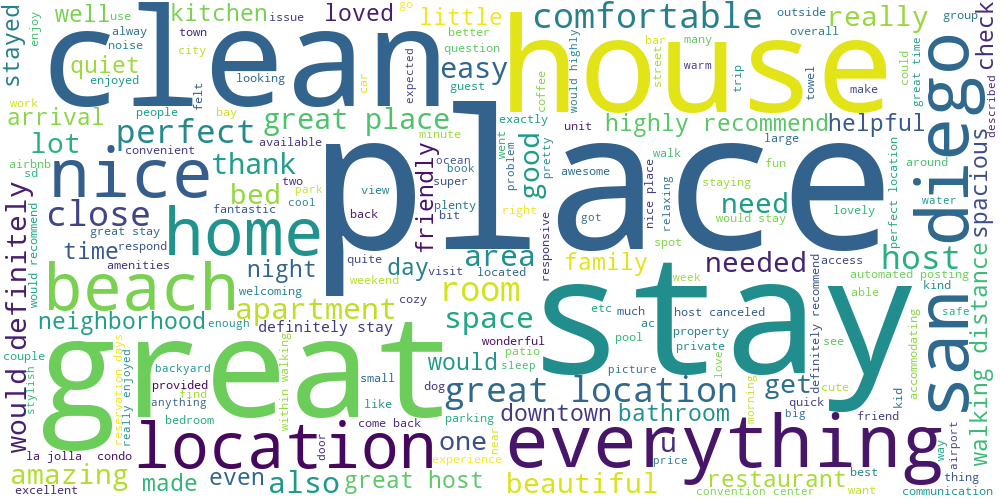 stayed
well
use
enjoy
alway
noise
issue
town
kitchen
city
loved
go
little
better
question
comfortable
outside
overall
really
group
many
check
clean
house
quiet
enjoyed
looking
felt
car
expected
easy
guest
coffee
would highly
street
bar
warm
trip
towel
make
could
great time
described
work
people
bay
arrival
perfect
great place
minute
exactly
highly recommend
helpful
lot
convenient
available
went
problem
good
pretty
unit
large
san diego
spacious
airbnb
sd
nice
thank
two
bed
park
cool
fantastic
view
back
friendly
ocean
book
super
plenty
bit
right
place
awesome
walk
fun
nice place
relaxing
staying
need
would stay
lovely
perfect location
around
water
close
home
got
responsive
spot
time
great stay
respond
amenities
night
quite
day
visit
area
located
family
week
needed
access
host
automated posting
kind
would definitely
would recommend
beach
welcoming
weekend
cozy
room
apartment
etc
much
ac
host canceled
definitely recommend
able
safe
walking distance
neighborhood
enough
definitely stay
space
wonderful
patio
pool
property
private
stay
see
accommodating
couple
stylish
great
reservation days
really enjoyed
backyard
provided
find
anything
bedroom
within walking
small
like
dog
would
sleep
picture
love
morning
get
cute
quick
big
kid
friend
great location
downtown
bathroom
parking
come back
door
location
one
near
experience
everything
u
price
way
airport
la jolla
condo
amazing
excellent
made
even
also
great host
beautiful
restaurant
convention center
want
best
thing
communication